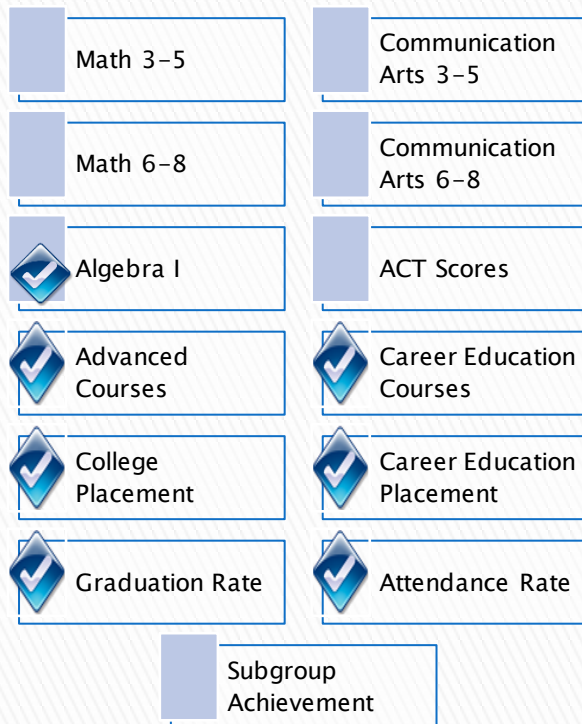 Math 3-5
Communication
Arts 3-5
Math 6-8
Communication
Arts 6-8
Algebra I
ACT Scores
Advanced
Courses
Career Education
Courses
College
Placement
Career Education
Placement
Graduation Rate
Attendance Rate
Subgroup
Achievement